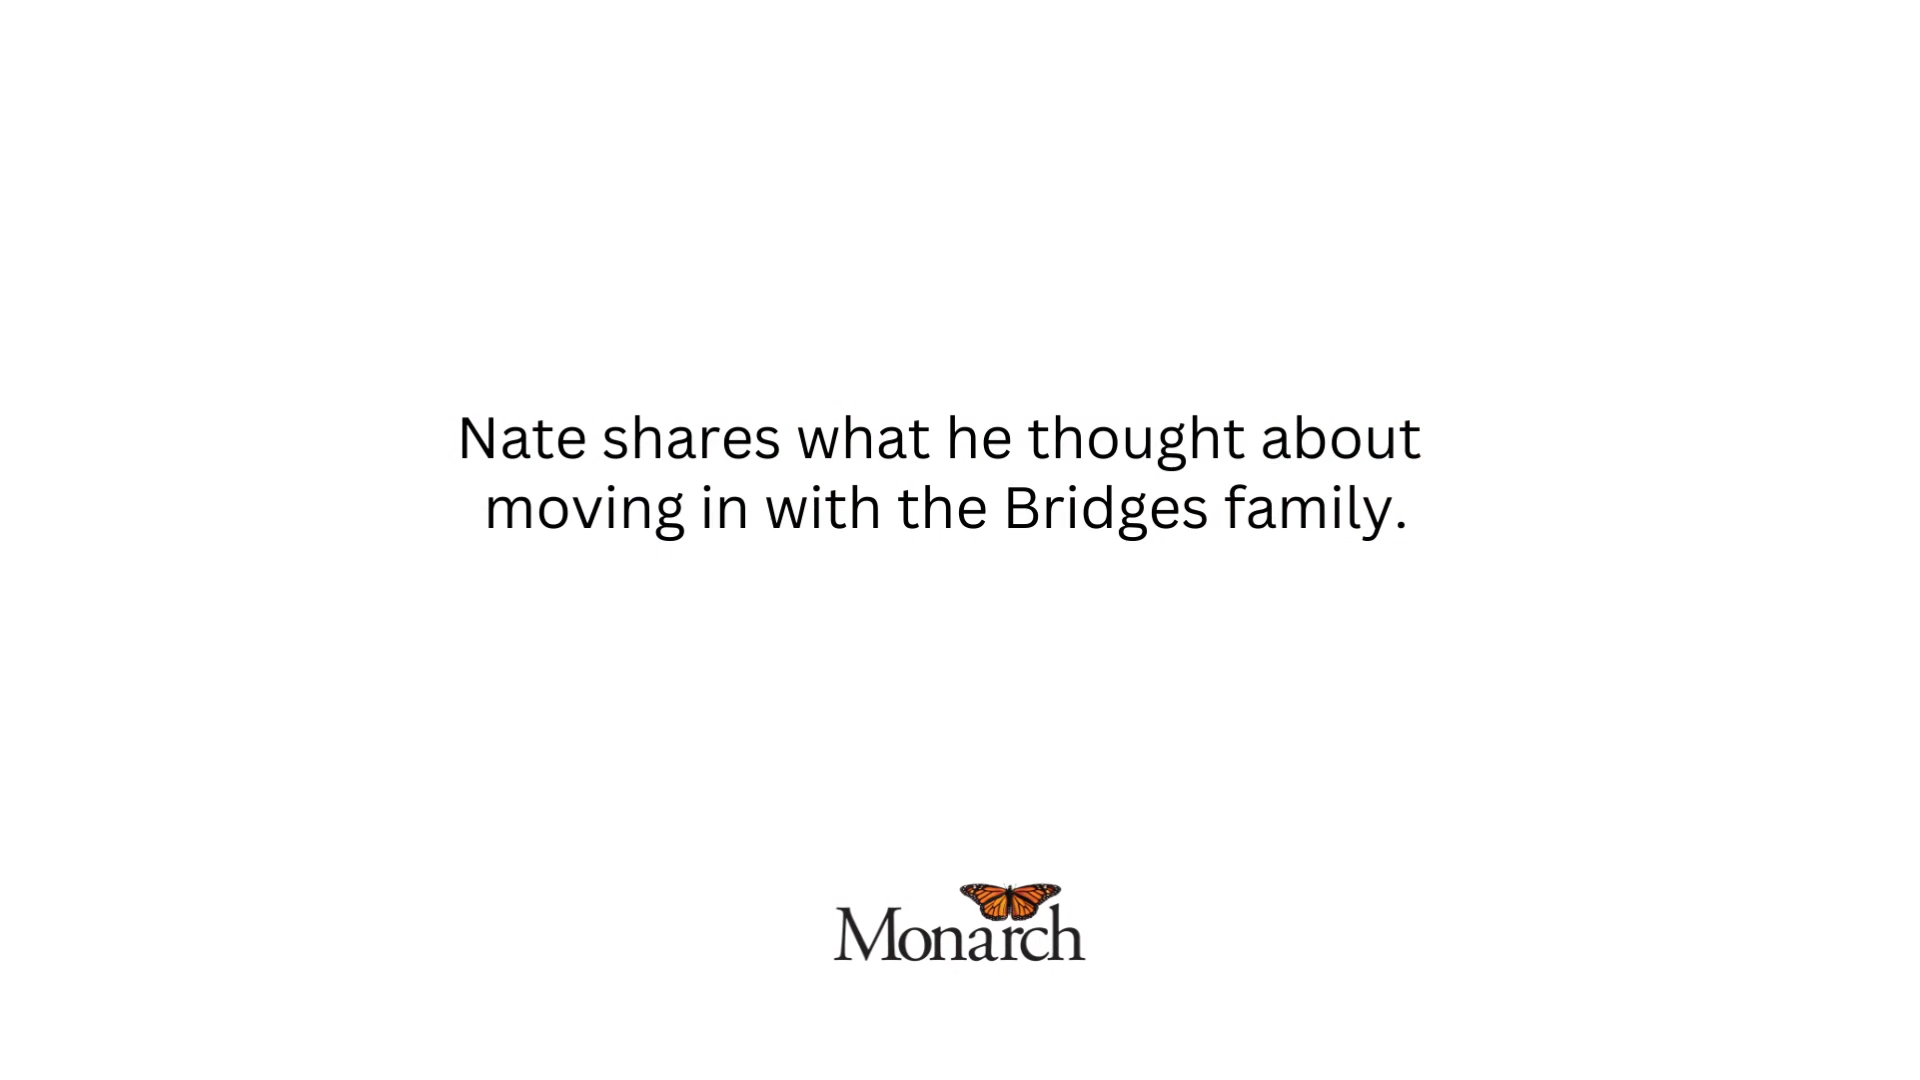 Nate shares what he thought about
moving in with the Bridges family.
Monarch